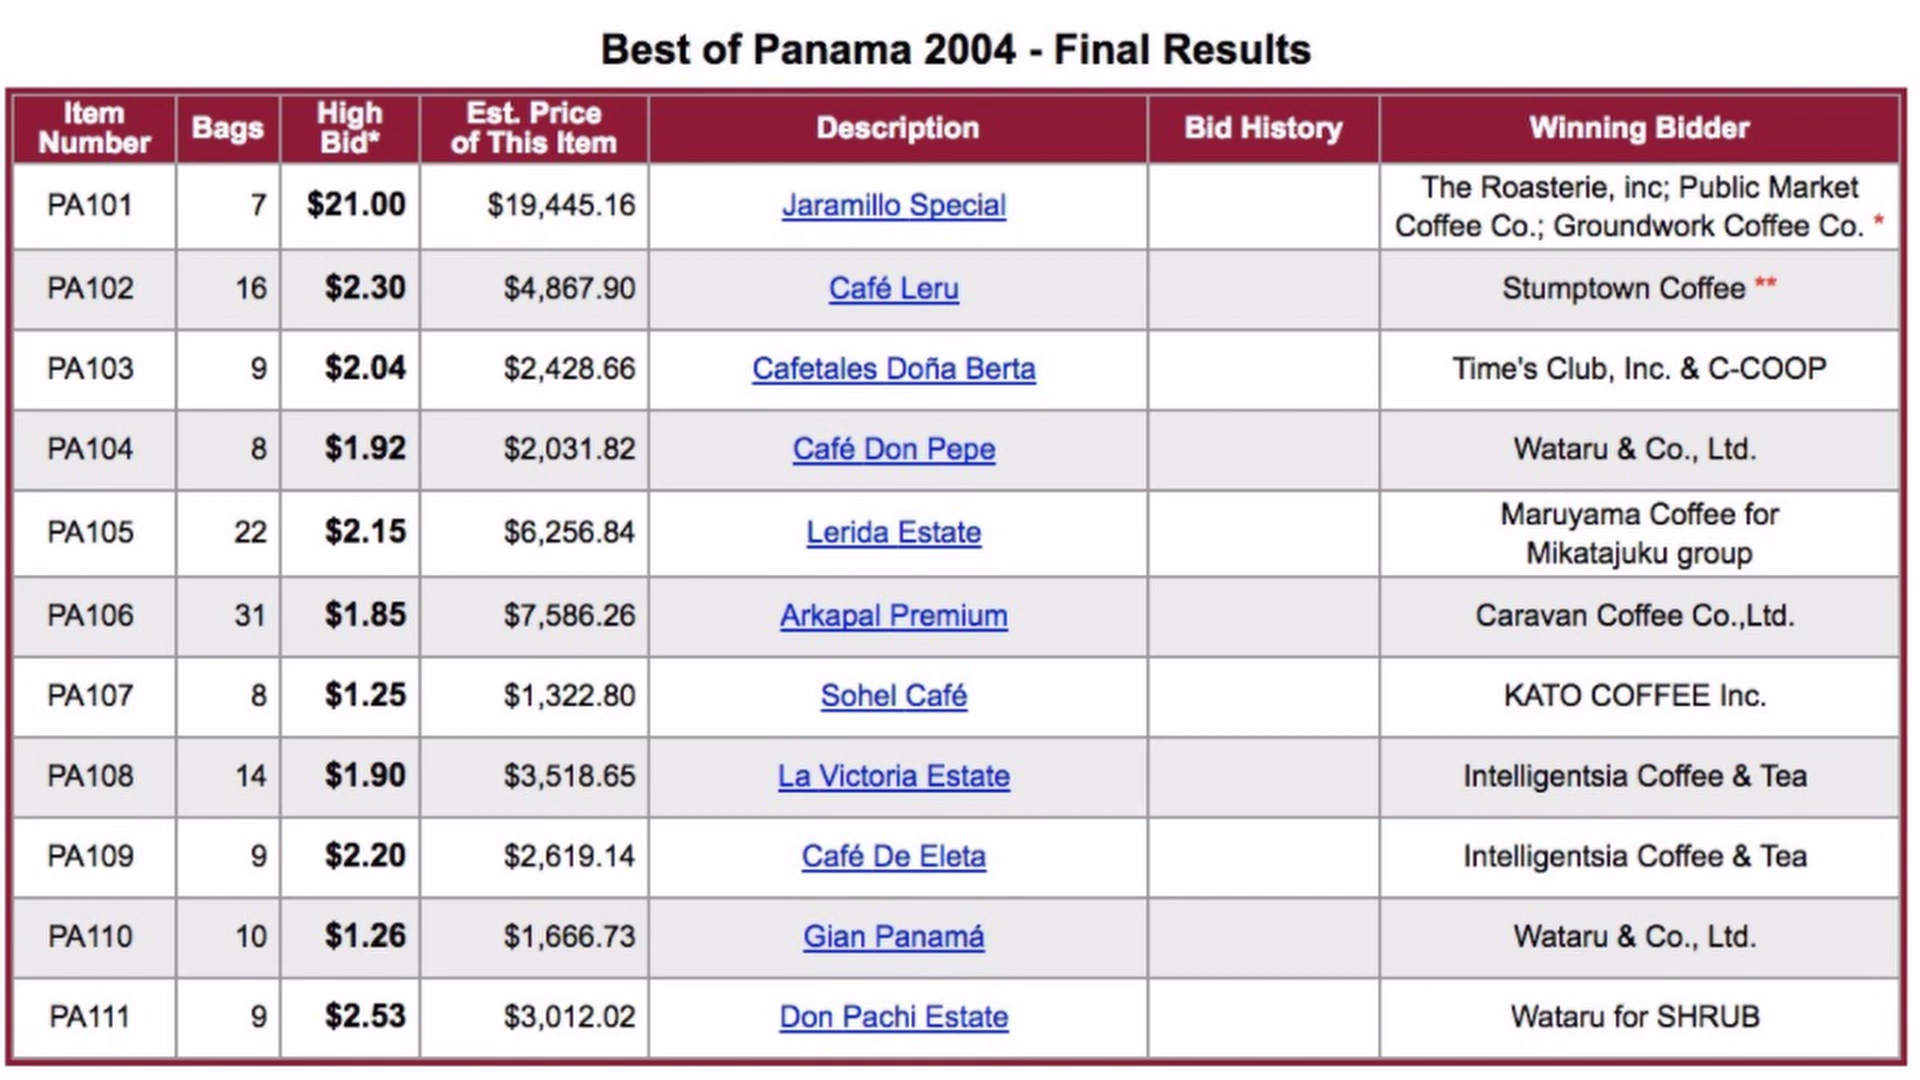 Best of Panama 2004 - Final Results
Item Number Bags High Bid* Est. Price of This Item Description Bid History Winning Bidder
PA101 7 $21.00 $19,445.16 Jaramillo Special The Roasterie, inc; Public Market Coffee Co.; Groundwork Coffee Co. *
PA102 16 $2.30 $4,867.90 Café Leru Stumptown Coffee **
PA103 9 $2.04 $2,428.66 Cafetales Doña Berta Time's Club, Inc. & C-COOP
PA104 8 $1.92 $2,031.82 Café Don Pepe Wataru & Co., Ltd.
PA105 22 $2.15 $6,256.84 Lerida Estate Maruyama Coffee for Mikatajuku group
PA106 31 $1.85 $7,586.26 Arkapal Premium Caravan Coffee Co.,Ltd.
PA107 8 $1.25 $1,322.80 Sohel Café KATO COFFEE Inc.
PA108 14 $1.90 $3,518.65 La Victoria Estate Intelligentsia Coffee & Tea
PA109 9 $2.20 $2,619.14 Café De Eleta Intelligentsia Coffee & Tea
PA110 10 $1.26 $1,666.73 Gian Panamá Wataru & Co., Ltd.
PA111 9 $2.53 $3,012.02 Don Pachi Estate Wataru for SHRUB